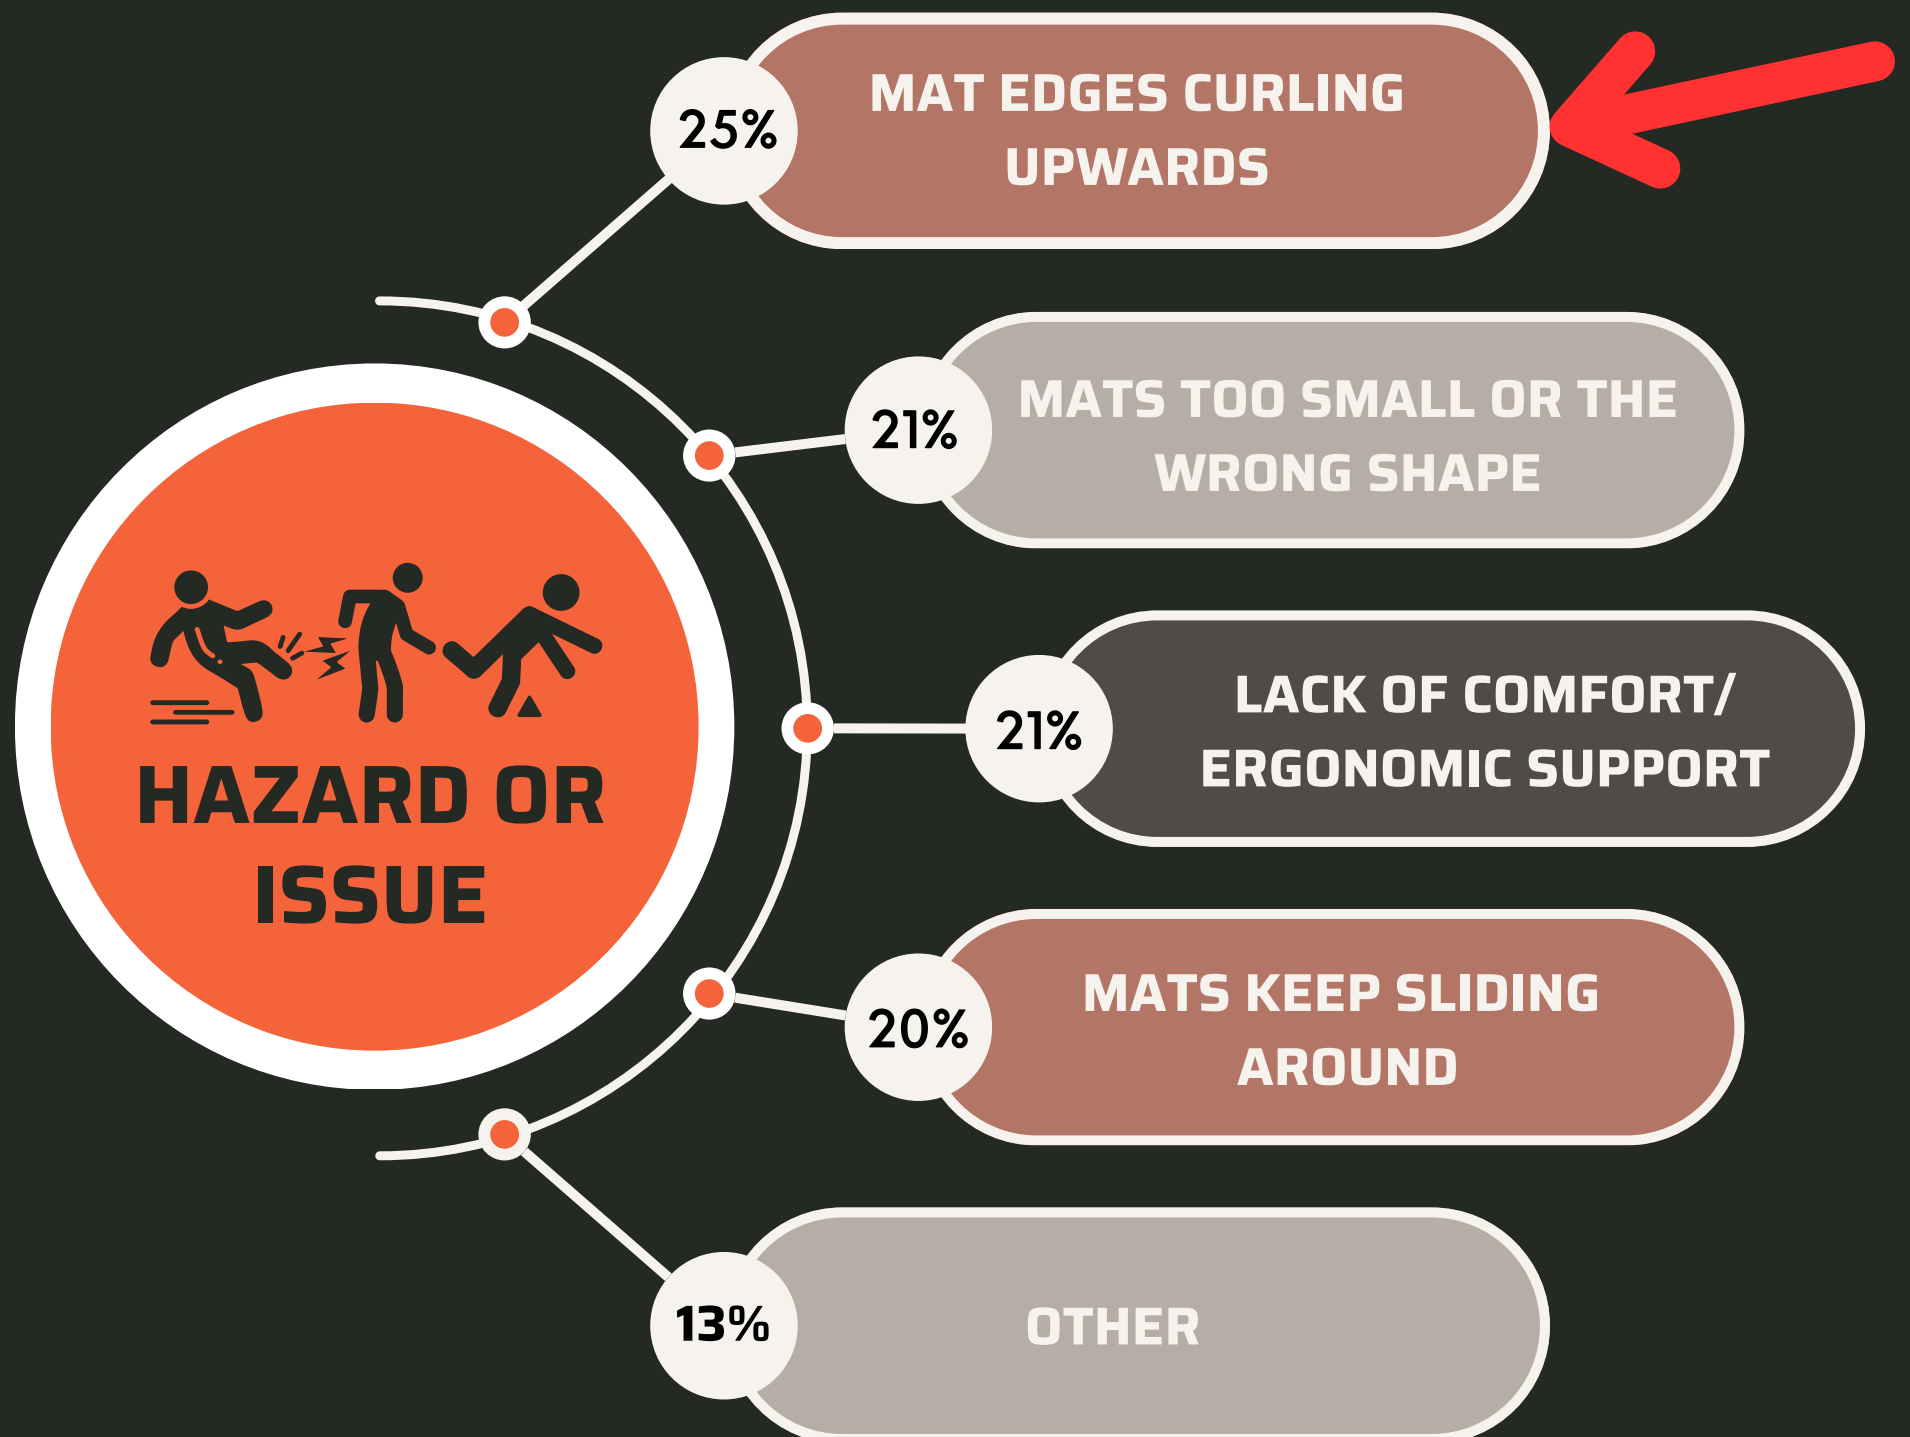 25%
MAT EDGES CURLING
UPWARDS
21%
MATS TOO SMALL OR THE
WRONG SHAPE
21%
LACK OF COMFORT/
ERGONOMIC SUPPORT
HAZARD OR
ISSUE
20%
MATS KEEP SLIDING
AROUND
13%
OTHER